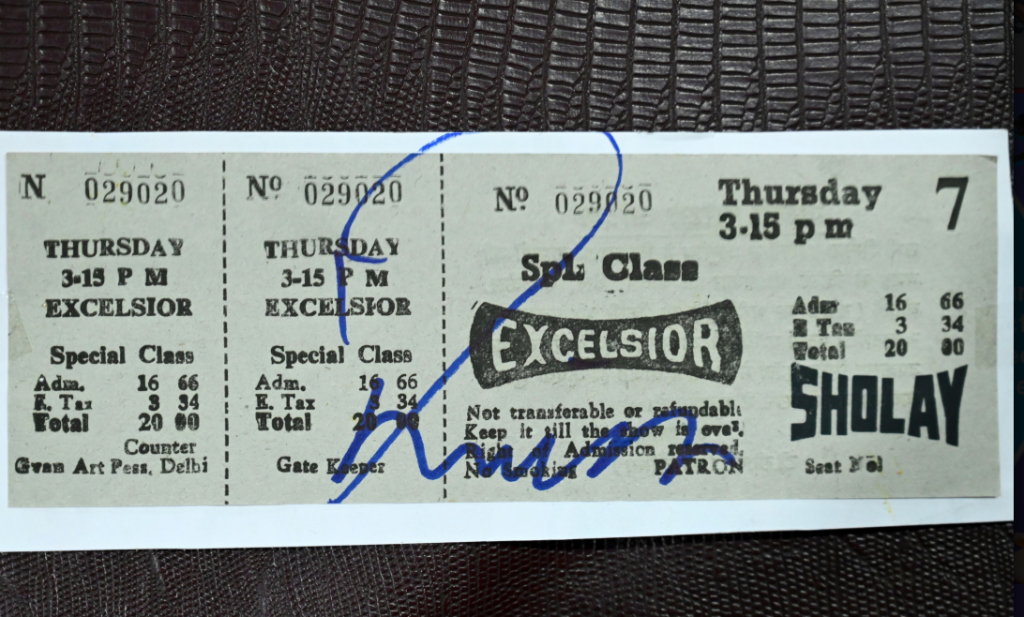 N 029020
THURSDAY
3-15 P M
EXCELSIOR
Special Class
Adm. 16 66
E. Tax 3 34
Total 20 00
Counter
Gyan Art Pess, Delhi
Nº 029020
THURSDAY
3-15 P M
EXCELSIOR
Special Class
Adm. 16 66
E. Tax 3 34
Total 20 00
Gate Keeper
Nº 029020
Spl. Class
EXCELSIOR
Not transferable or refundable
Keep it till the show is over.
Right of Admission reserved.
No Smoking PATRON
Thursday 7
3-15 p m
Adm 16 66
E Tax 3 34
Total 20 00
SHOLAY
Seat No